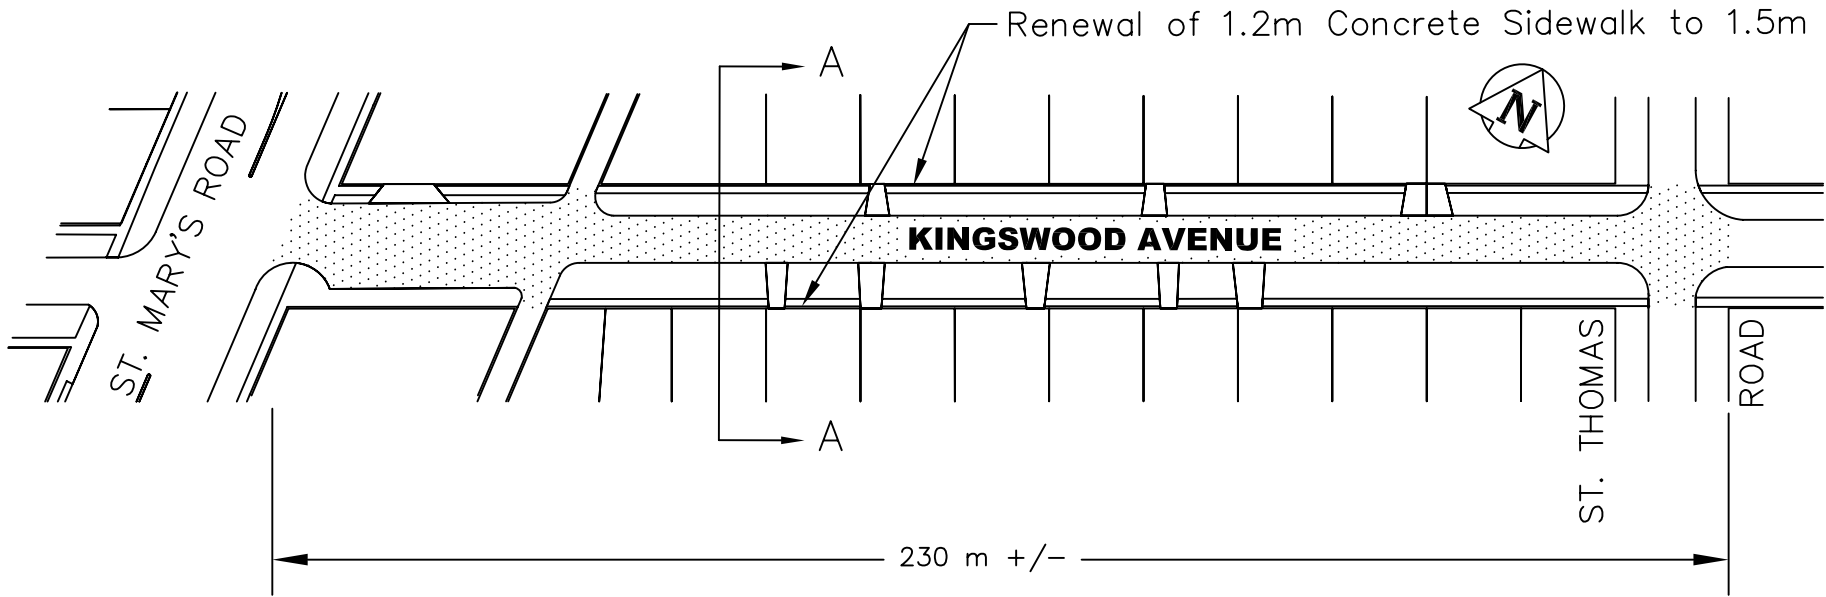 Renewal of 1.2m Concrete Sidewalk to 1.5m
A
N
ST. MARY'S ROAD
KINGSWOOD AVENUE
ST. THOMAS
ROAD
A
230 m +/-